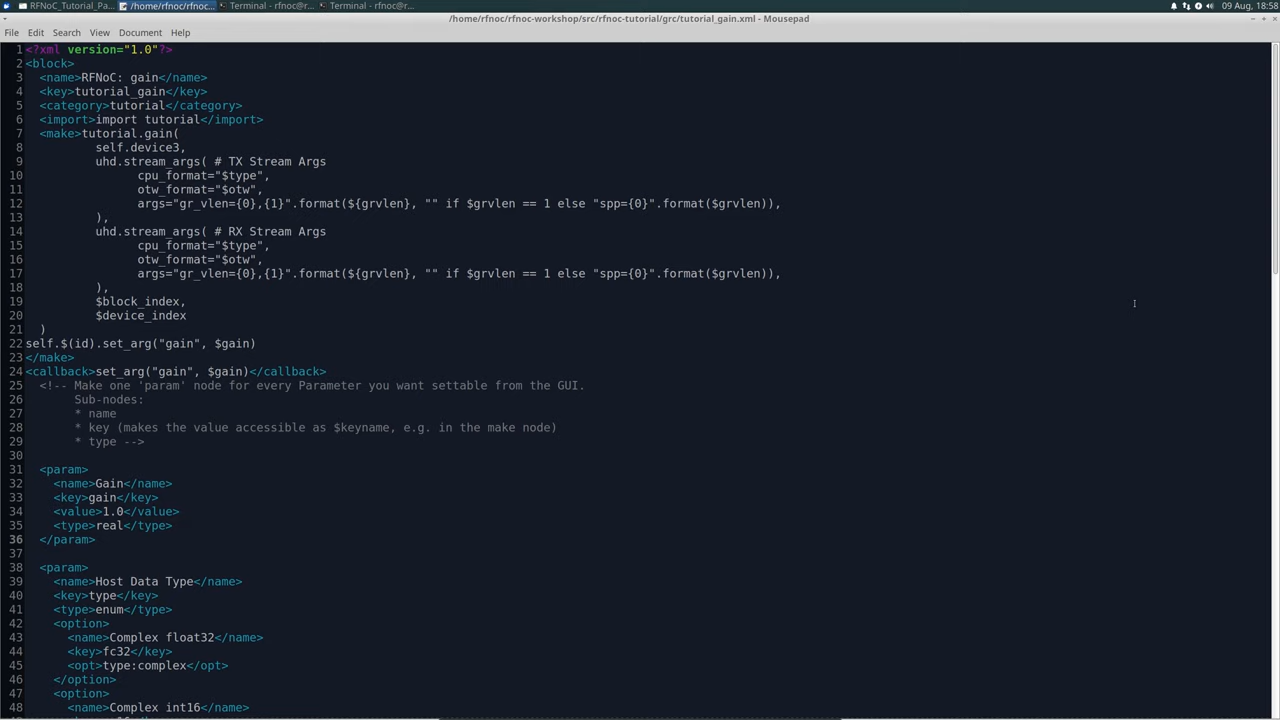 RFNoC_Tutorial_Pa... /home/rfnoc/rfnoc... Terminal - rfnoc@r... Terminal - rfnoc@r... 09 Aug, 18:58
/home/rfnoc/rfnoc-workshop/src/rfnoc-tutorial/grc/tutorial_gain.xml - Mousepad
File Edit Search View Document Help
1 <?xml version="1.0"?>
2 <block>
3 <name>RFNoC: gain</name>
4 <key>tutorial_gain</key>
5 <category>tutorial</category>
6 <import>import tutorial</import>
7 <make>tutorial.gain(
8 self.device3,
9 uhd.stream_args( # TX Stream Args
10 cpu_format="$type",
11 otw_format="$otw",
12 args="gr_vlen={0},{1}".format(${grvlen}, "" if $grvlen == 1 else "spp={0}".format($grvlen)),
13 ),
14 uhd.stream_args( # RX Stream Args
15 cpu_format="$type",
16 otw_format="$otw",
17 args="gr_vlen={0},{1}".format(${grvlen}, "" if $grvlen == 1 else "spp={0}".format($grvlen)),
18 ),
19 $block_index,
20 $device_index
21 )
22 self.$(id).set_arg("gain", $gain)
23 </make>
24 <callback>set_arg("gain", $gain)</callback>
25 <!-- Make one 'param' node for every Parameter you want settable from the GUI.
26 Sub-nodes:
27 * name
28 * key (makes the value accessible as $keyname, e.g. in the make node)
29 * type -->
30
31 <param>
32 <name>Gain</name>
33 <key>gain</key>
34 <value>1.0</value>
35 <type>real</type>
36 </param>
37
38 <param>
39 <name>Host Data Type</name>
40 <key>type</key>
41 <type>enum</type>
42 <option>
43 <name>Complex float32</name>
44 <key>fc32</key>
45 <opt>type:complex</opt>
46 </option>
47 <option>
48 <name>Complex int16</name>